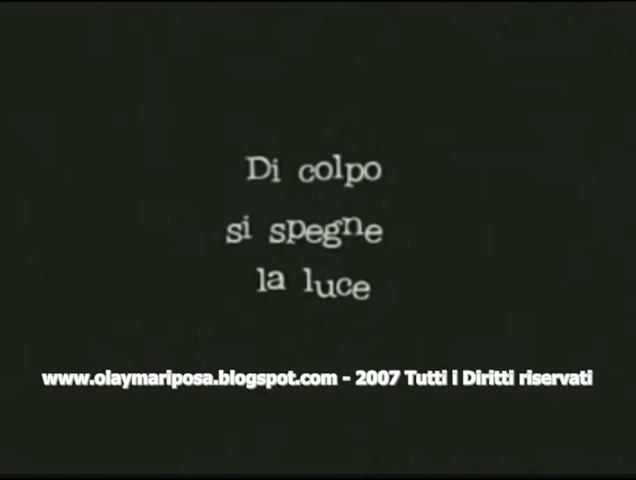 Di colpo
si spegne
la luce
www.olaymariposa.blogspot.com - 2007 Tutti i Diritti riservati